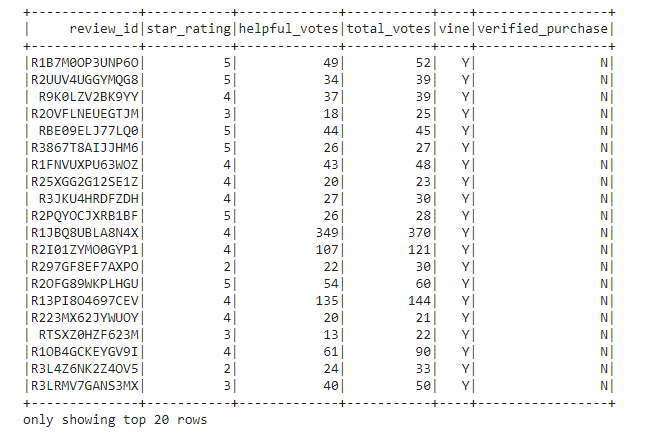 +--------------+-----------+-------------+-----------+----+-----------------+
|     review_id|star_rating|helpful_votes|total_votes|vine|verified_purchase|
+--------------+-----------+-------------+-----------+----+-----------------+
|R1B7M0OP3UNP6O|          5|           49|         52|   Y|                N|
|R2UUV4UGGYMQG8|          5|           34|         39|   Y|                N|
| R9K0LZV2BK9YY|          4|           37|         39|   Y|                N|
|R2OVFLNEUEGTJM|          3|           18|         25|   Y|                N|
| RBE09ELJ77LQ0|          5|           44|         45|   Y|                N|
|R3867T8AIJJHM6|          5|           26|         27|   Y|                N|
|R1FNVUXPU63WOZ|          4|           43|         48|   Y|                N|
|R25XGG2G12SE1Z|          4|           20|         23|   Y|                N|
| R3JKU4HRDFZDH|          4|           27|         30|   Y|                N|
|R2PQYOCJXRB1BF|          5|           26|         28|   Y|                N|
|R1JBQ8UBLA8N4X|          4|          349|        370|   Y|                N|
|R2I01ZYMO0GYP1|          4|          107|        121|   Y|                N|
|R297GF8EF7AXPO|          2|           22|         30|   Y|                N|
|R2OFG89WKPLHGU|          5|           54|         60|   Y|                N|
|R13PI8O4697CEV|          4|          135|        144|   Y|                N|
|R223MX62JYWUOY|          4|           20|         21|   Y|                N|
| RTSXZ0HZF623M|          3|           13|         22|   Y|                N|
|R1OB4GCKEYGV9I|          4|           61|         90|   Y|                N|
|R3L4Z6NK2Z4OV5|          2|           24|         33|   Y|                N|
|R3LRMV7GANS3MX|          3|           40|         50|   Y|                N|
+--------------+-----------+-------------+-----------+----+-----------------+
only showing top 20 rows